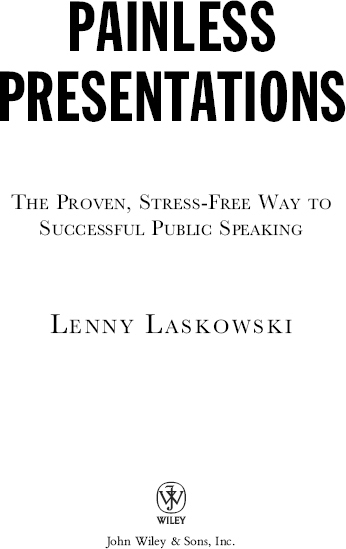 PAINLESS
PRESENTATIONS
The Proven, Stress-Free Way to
Successful Public Speaking
Lenny Laskowski
WILEY
John Wiley & Sons, Inc.